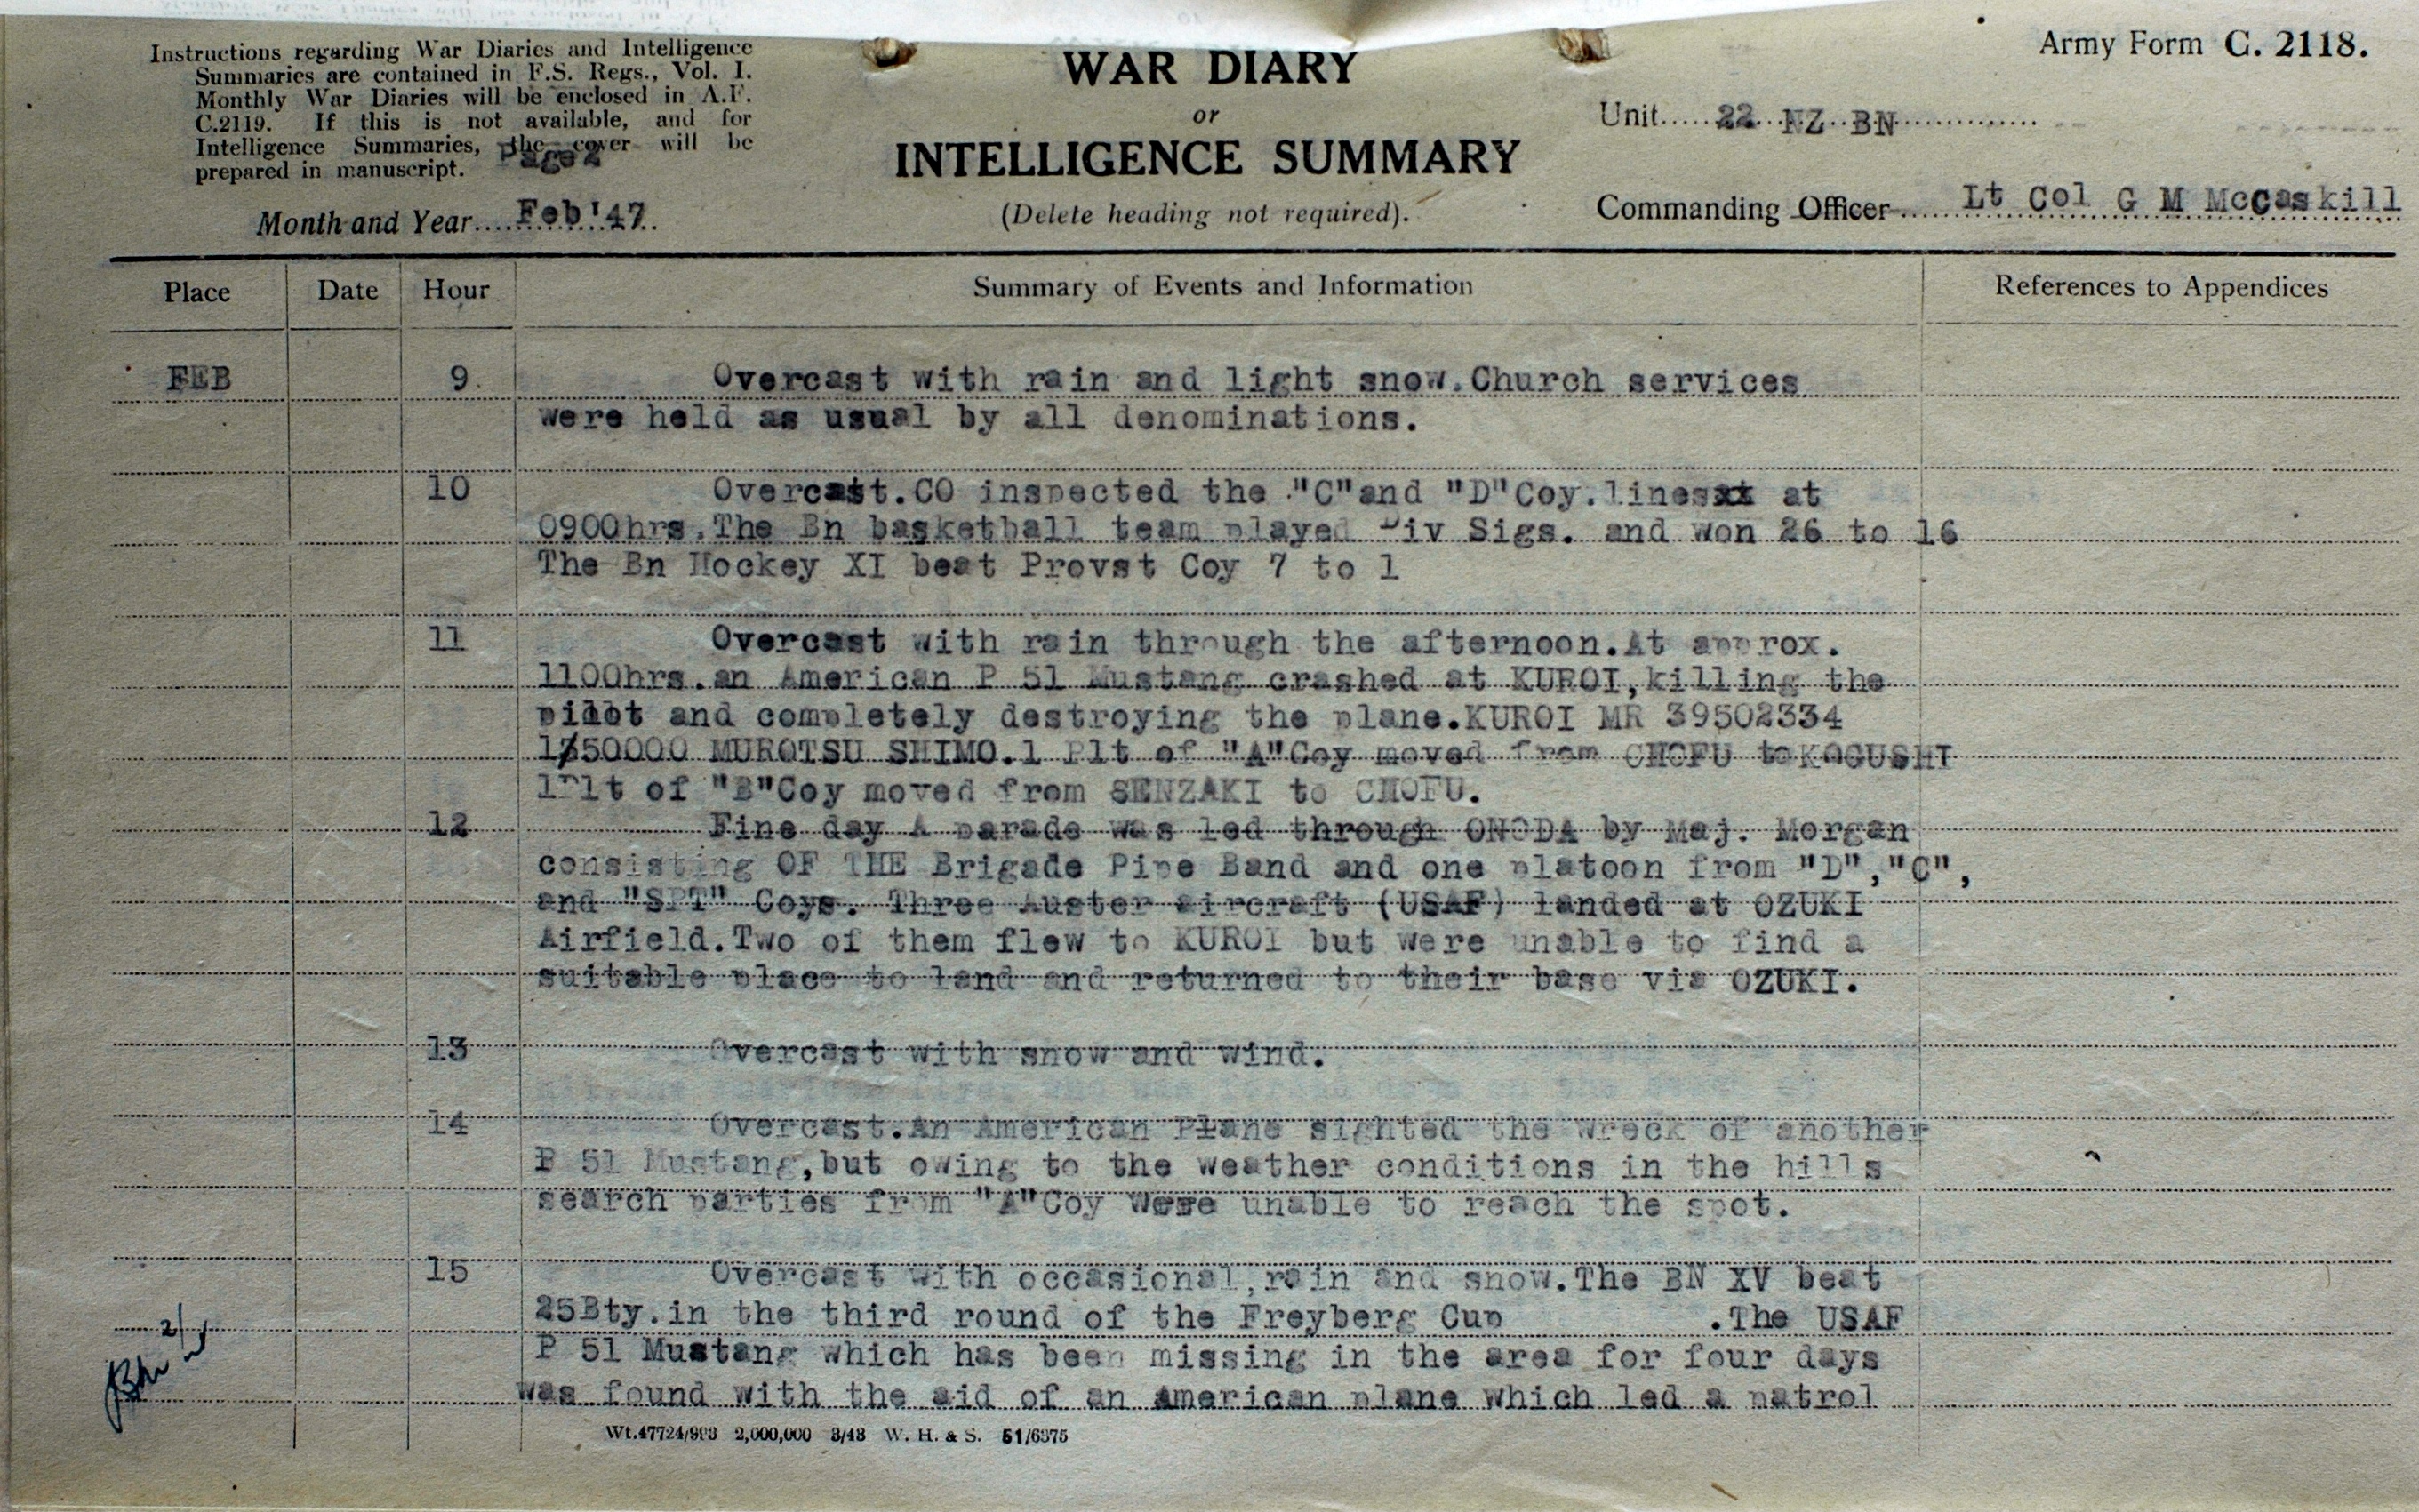 Instructions regarding War Diaries and Intelligence
Summaries are contained in F.S. Regs., Vol. I.
Monthly War Diaries will be enclosed in A.F.
C.2119. If this is not available, and for
Intelligence Summaries, the cover will be
prepared in manuscript.
Page 2
Month and Year Feb '47.
WAR DIARY
or
INTELLIGENCE SUMMARY
(Delete heading not required).
Army Form C. 2118.
Unit 22 NZ BN
Commanding Officer Lt Col G M McCaskill
Place Date Hour Summary of Events and Information References to Appendices
FEB 9. Overcast with rain and light snow.Church services
were held as usual by all denominations.
10 Overcast.CO inspected the "C"and "D"Coy.lines at
0900hrs.The Bn basketball team played Div Sigs. and won 26 to 16
The Bn Hockey XI beat Provst Coy 7 to 1
11 Overcast with rain through the afternoon.At approx.
1100hrs.an American P 51 Mustang crashed at KUROI,killing the
pilot and completely destroying the plane.KUROI MR 39502334
1/50000 MUROTSU SHIMO.1 Plt of "A"Coy moved from CHOFU toKOGUSHI
1Plt of "B"Coy moved from SENZAKI to CHOFU.
12 Fine day A parade was led through ONODA by Maj. Morgan
consisting OF THE Brigade Pipe Band and one platoon from "D","C",
and "SPT" Coys. Three Auster aircraft (USAF) landed at OZUKI
Airfield.Two of them flew to KUROI but were unable to find a
suitable place to land and returned to their base via OZUKI.
13 Overcast with snow and wind.
14 Overcast.An American Plane sighted the wreck of another
P 51 Mustang,but owing to the weather conditions in the hills
search parties from "A"Coy were unable to reach the spot.
15 Overcast with occasional,rain and snow.The BN XV beat
25Bty.in the third round of the Freyberg Cup .The USAF
P 51 Mustang which has been missing in the area for four days
was found with the aid of an American plane which led a patrol
Wt.47724/993 2,000,000 3/43 W. H. & S. 51/6375